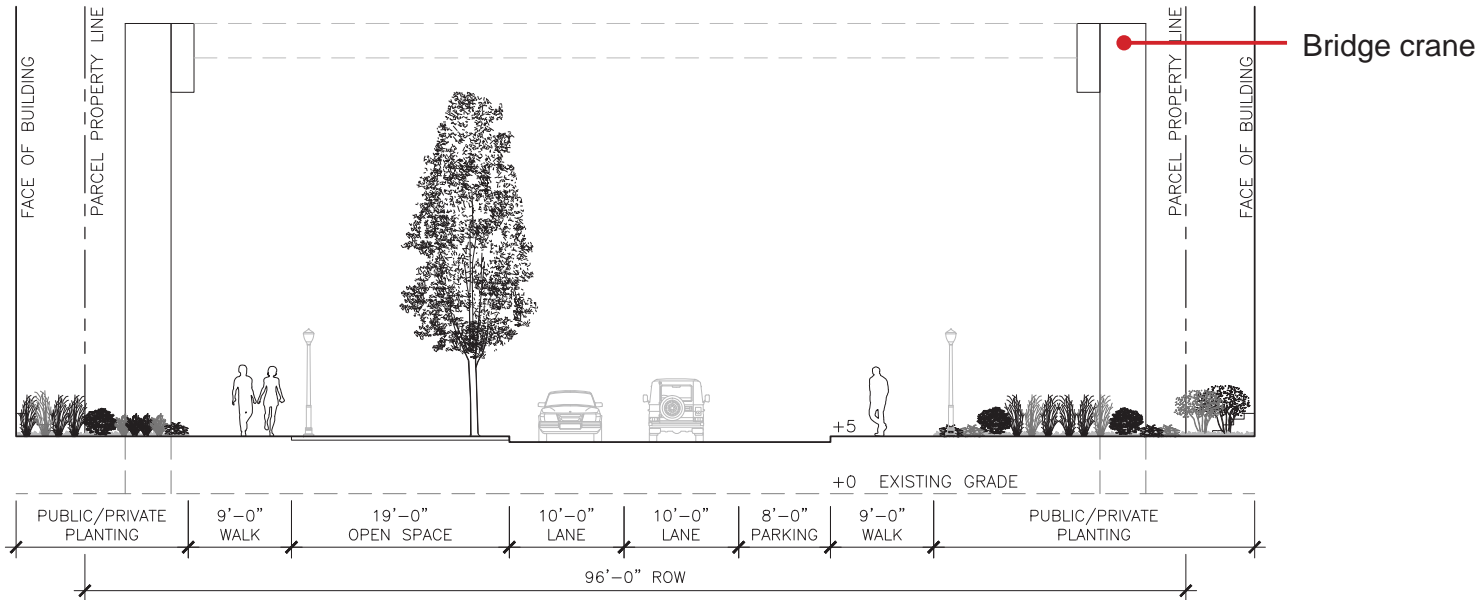 FACE OF BUILDING
PARCEL PROPERTY LINE
PARCEL PROPERTY LINE
FACE OF BUILDING
Bridge crane
+5
+0 EXISTING GRADE
PUBLIC/PRIVATE
PLANTING
9'-0"
WALK
19'-0"
OPEN SPACE
10'-0"
LANE
10'-0"
LANE
8'-0"
PARKING
9'-0"
WALK
PUBLIC/PRIVATE
PLANTING
96'-0" ROW